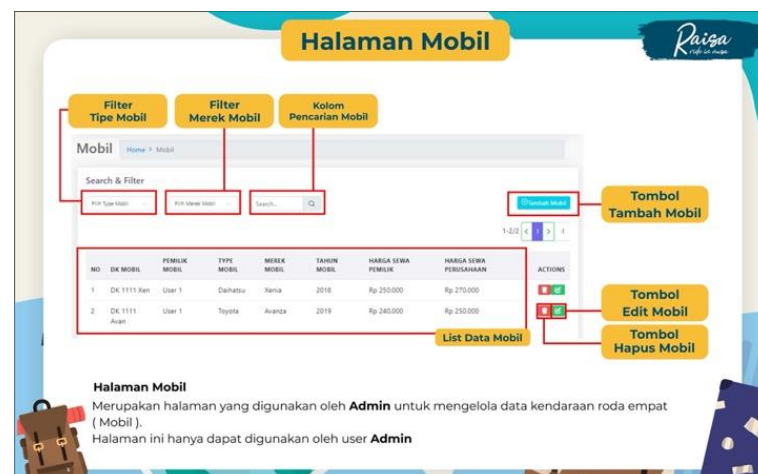 Halaman Mobil
Raisa
Filter
Tipe Mobil
Filter
Merek Mobil
Kolom
Pencarian Mobil
Mobil Home > Mobil
Search & Filter
Pilih Type Mobil
Pilih Merek Mobil
Search...
Tambah Mobil
Tombol
Tambah Mobil
1-2/2 < 1 >
NO DK MOBIL PEMILIK MOBIL TYPE MOBIL MEREK MOBIL TAHUN MOBIL HARGA SEWA PEMILIK HARGA SEWA PERUSAHAAN ACTIONS
1 DK 1111 Xen User 1 Daihatsu Xenia 2018 Rp 250.000 Rp 270.000
2 DK 1111 Avan User 1 Toyota Avanza 2019 Rp 240.000 Rp 250.000
Tombol
Edit Mobil
Tombol
Hapus Mobil
List Data Mobil
Halaman Mobil
Merupakan halaman yang digunakan oleh Admin untuk mengelola data kendaraan roda empat
( Mobil ).
Halaman ini hanya dapat digunakan oleh user Admin